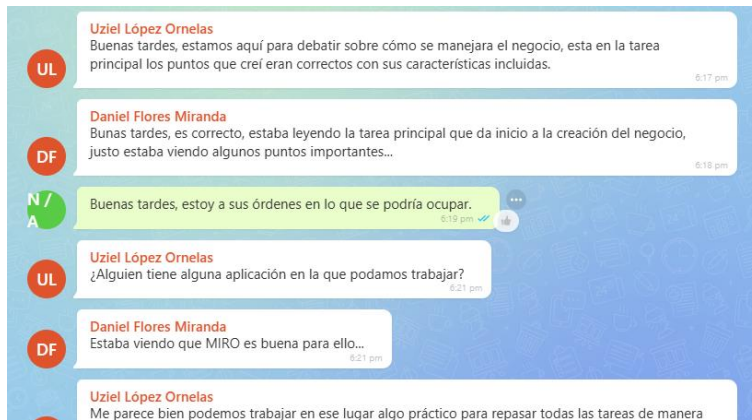 Uziel López Ornelas
Buenas tardes, estamos aquí para debatir sobre cómo se manejara el negocio, esta en la tarea
principal los puntos que creí eran correctos con sus características incluidas.
UL
6:17 pm
Daniel Flores Miranda
Bunas tardes, es correcto, estaba leyendo la tarea principal que da inicio a la creación del negocio,
justo estaba viendo algunos puntos importantes...
DF
6:18 pm
N /
A
Buenas tardes, estoy a sus órdenes en lo que se podría ocupar.
6:19 pm
Uziel López Ornelas
¿Alguien tiene alguna aplicación en la que podamos trabajar?
UL
6:21 pm
Daniel Flores Miranda
Estaba viendo que MIRO es buena para ello...
DF
6:21 pm
Uziel López Ornelas
Me parece bien podemos trabajar en ese lugar algo práctico para repasar todas las tareas de manera